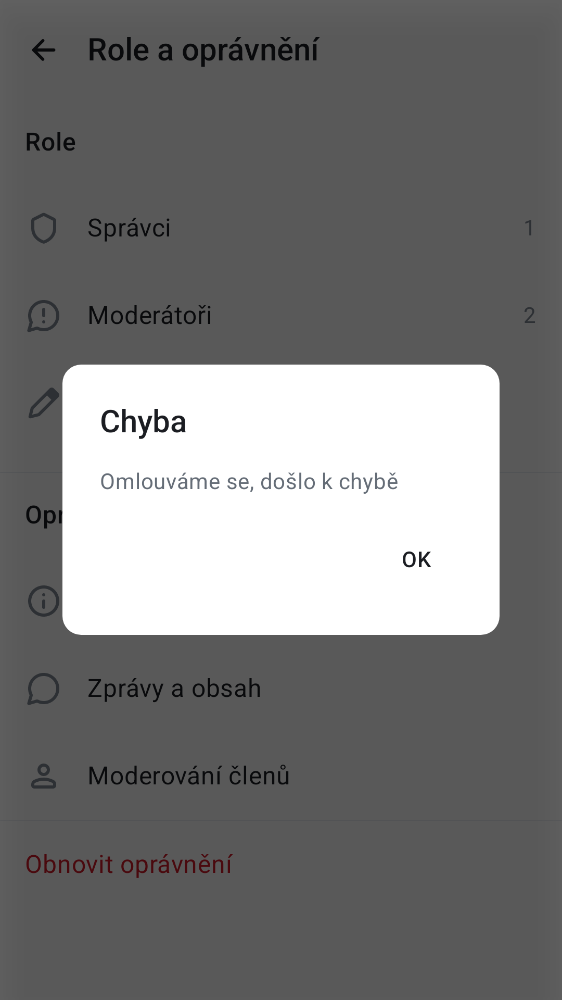 Role a oprávnění
Role
Správci 1
Moderátoři 2
Chyba
Omlouváme se, došlo k chybě
OK
Zprávy a obsah
Moderování členů
Obnovit oprávnění